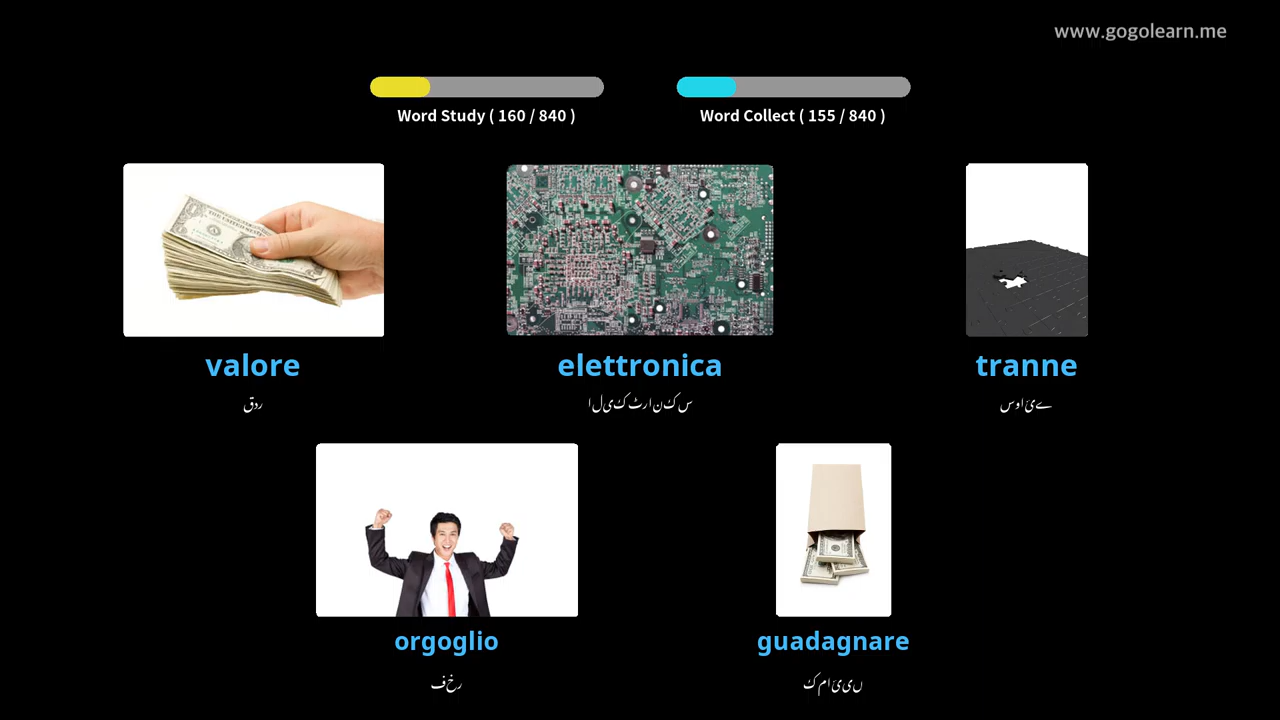 www.gogolearn.me
Word Study ( 160 / 840 )
Word Collect ( 155 / 840 )
valore
قدر
elettronica
الیکٹرانکس
tranne
سوائے
orgoglio
فخر
guadagnare
کمائیں